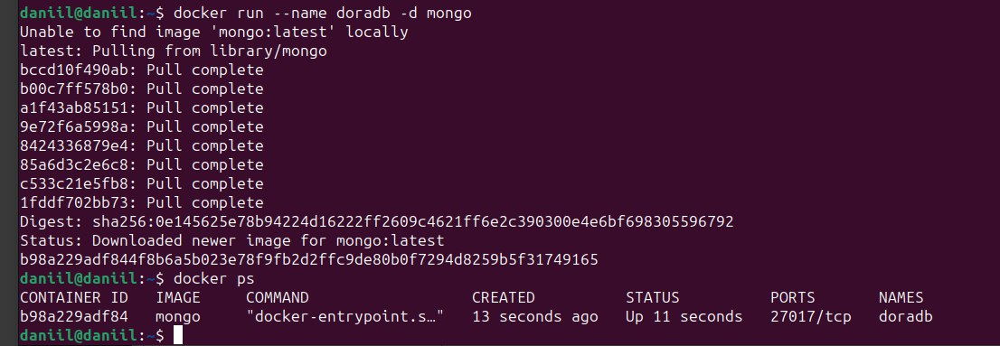 daniil@daniil:~$ docker run --name doradb -d mongo
Unable to find image 'mongo:latest' locally
latest: Pulling from library/mongo
bccd10f490ab: Pull complete
b00c7ff578b0: Pull complete
a1f43ab85151: Pull complete
9e72f6a5998a: Pull complete
8424336879e4: Pull complete
85a6d3c2e6c8: Pull complete
c533c21e5fb8: Pull complete
1fddf702bb73: Pull complete
Digest: sha256:0e145625e78b94224d16222ff2609c4621ff6e2c390300e4e6bf698305596792
Status: Downloaded newer image for mongo:latest
b98a229adf844f8b6a5b023e78f9fb2d2ffc9de80b0f7294d8259b5f31749165
daniil@daniil:~$ docker ps
CONTAINER ID   IMAGE     COMMAND                  CREATED          STATUS          PORTS       NAMES
b98a229adf84   mongo     "docker-entrypoint.s…"   13 seconds ago   Up 11 seconds   27017/tcp   doradb
daniil@daniil:~$